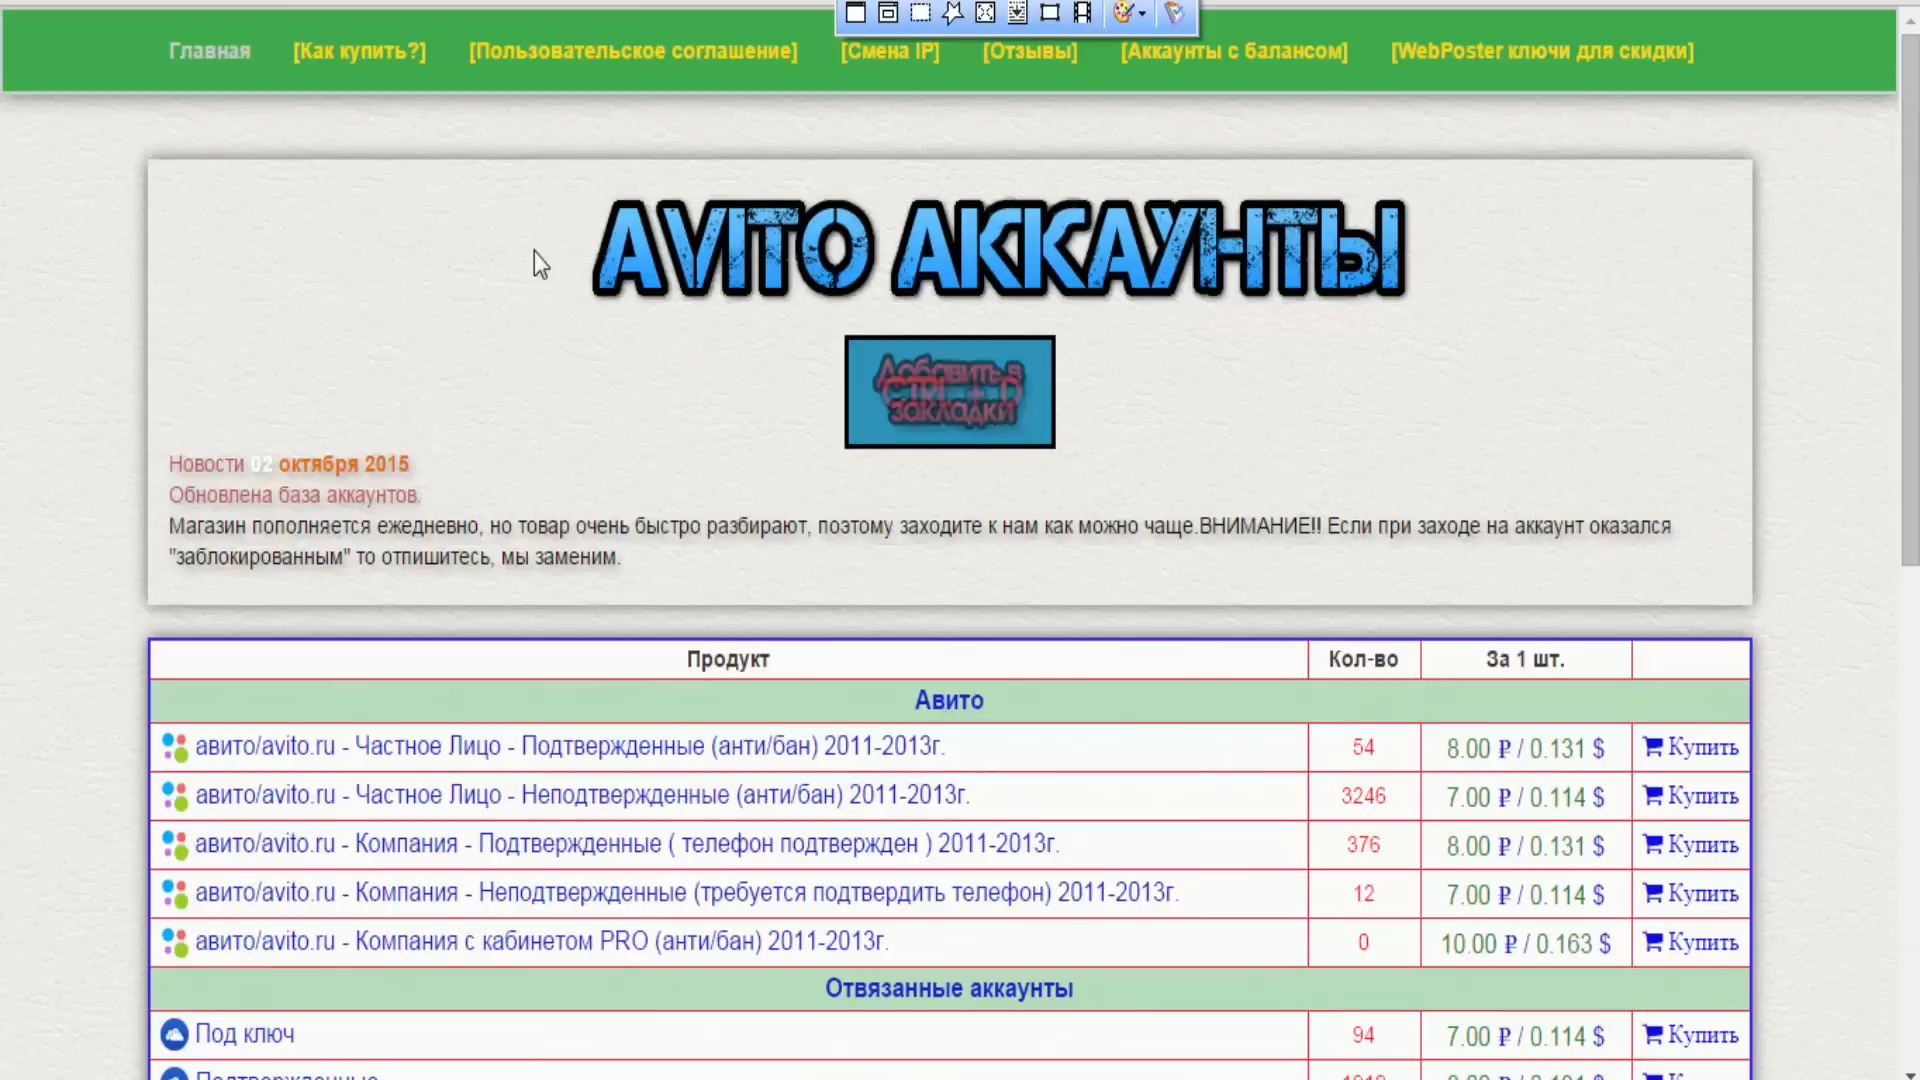 Главная [Как купить?] [Пользовательское соглашение] [Смена IP] [Отзывы] [Аккаунты с балансом] [WebPoster ключи для скидки]
AVITO АККАУНТЫ
Добавить в
CTRL + D
закладки
Новости 02 октября 2015
Обновлена база аккаунтов.
Магазин пополняется ежедневно, но товар очень быстро разбирают, поэтому заходите к нам как можно чаще.ВНИМАНИЕ!! Если при заходе на аккаунт оказался
"заблокированным" то отпишитесь, мы заменим.
Продукт Кол-во За 1 шт.
Авито
авито/avito.ru - Частное Лицо - Подтвержденные (анти/бан) 2011-2013г. 54 8.00 ₽ / 0.131 $ Купить
авито/avito.ru - Частное Лицо - Неподтвержденные (анти/бан) 2011-2013г. 3246 7.00 ₽ / 0.114 $ Купить
авито/avito.ru - Компания - Подтвержденные ( телефон подтвержден ) 2011-2013г. 376 8.00 ₽ / 0.131 $ Купить
авито/avito.ru - Компания - Неподтвержденные (требуется подтвердить телефон) 2011-2013г. 12 7.00 ₽ / 0.114 $ Купить
авито/avito.ru - Компания с кабинетом PRO (анти/бан) 2011-2013г. 0 10.00 ₽ / 0.163 $ Купить
Отвязанные аккаунты
Под ключ 94 7.00 ₽ / 0.114 $ Купить
Подтвержденные